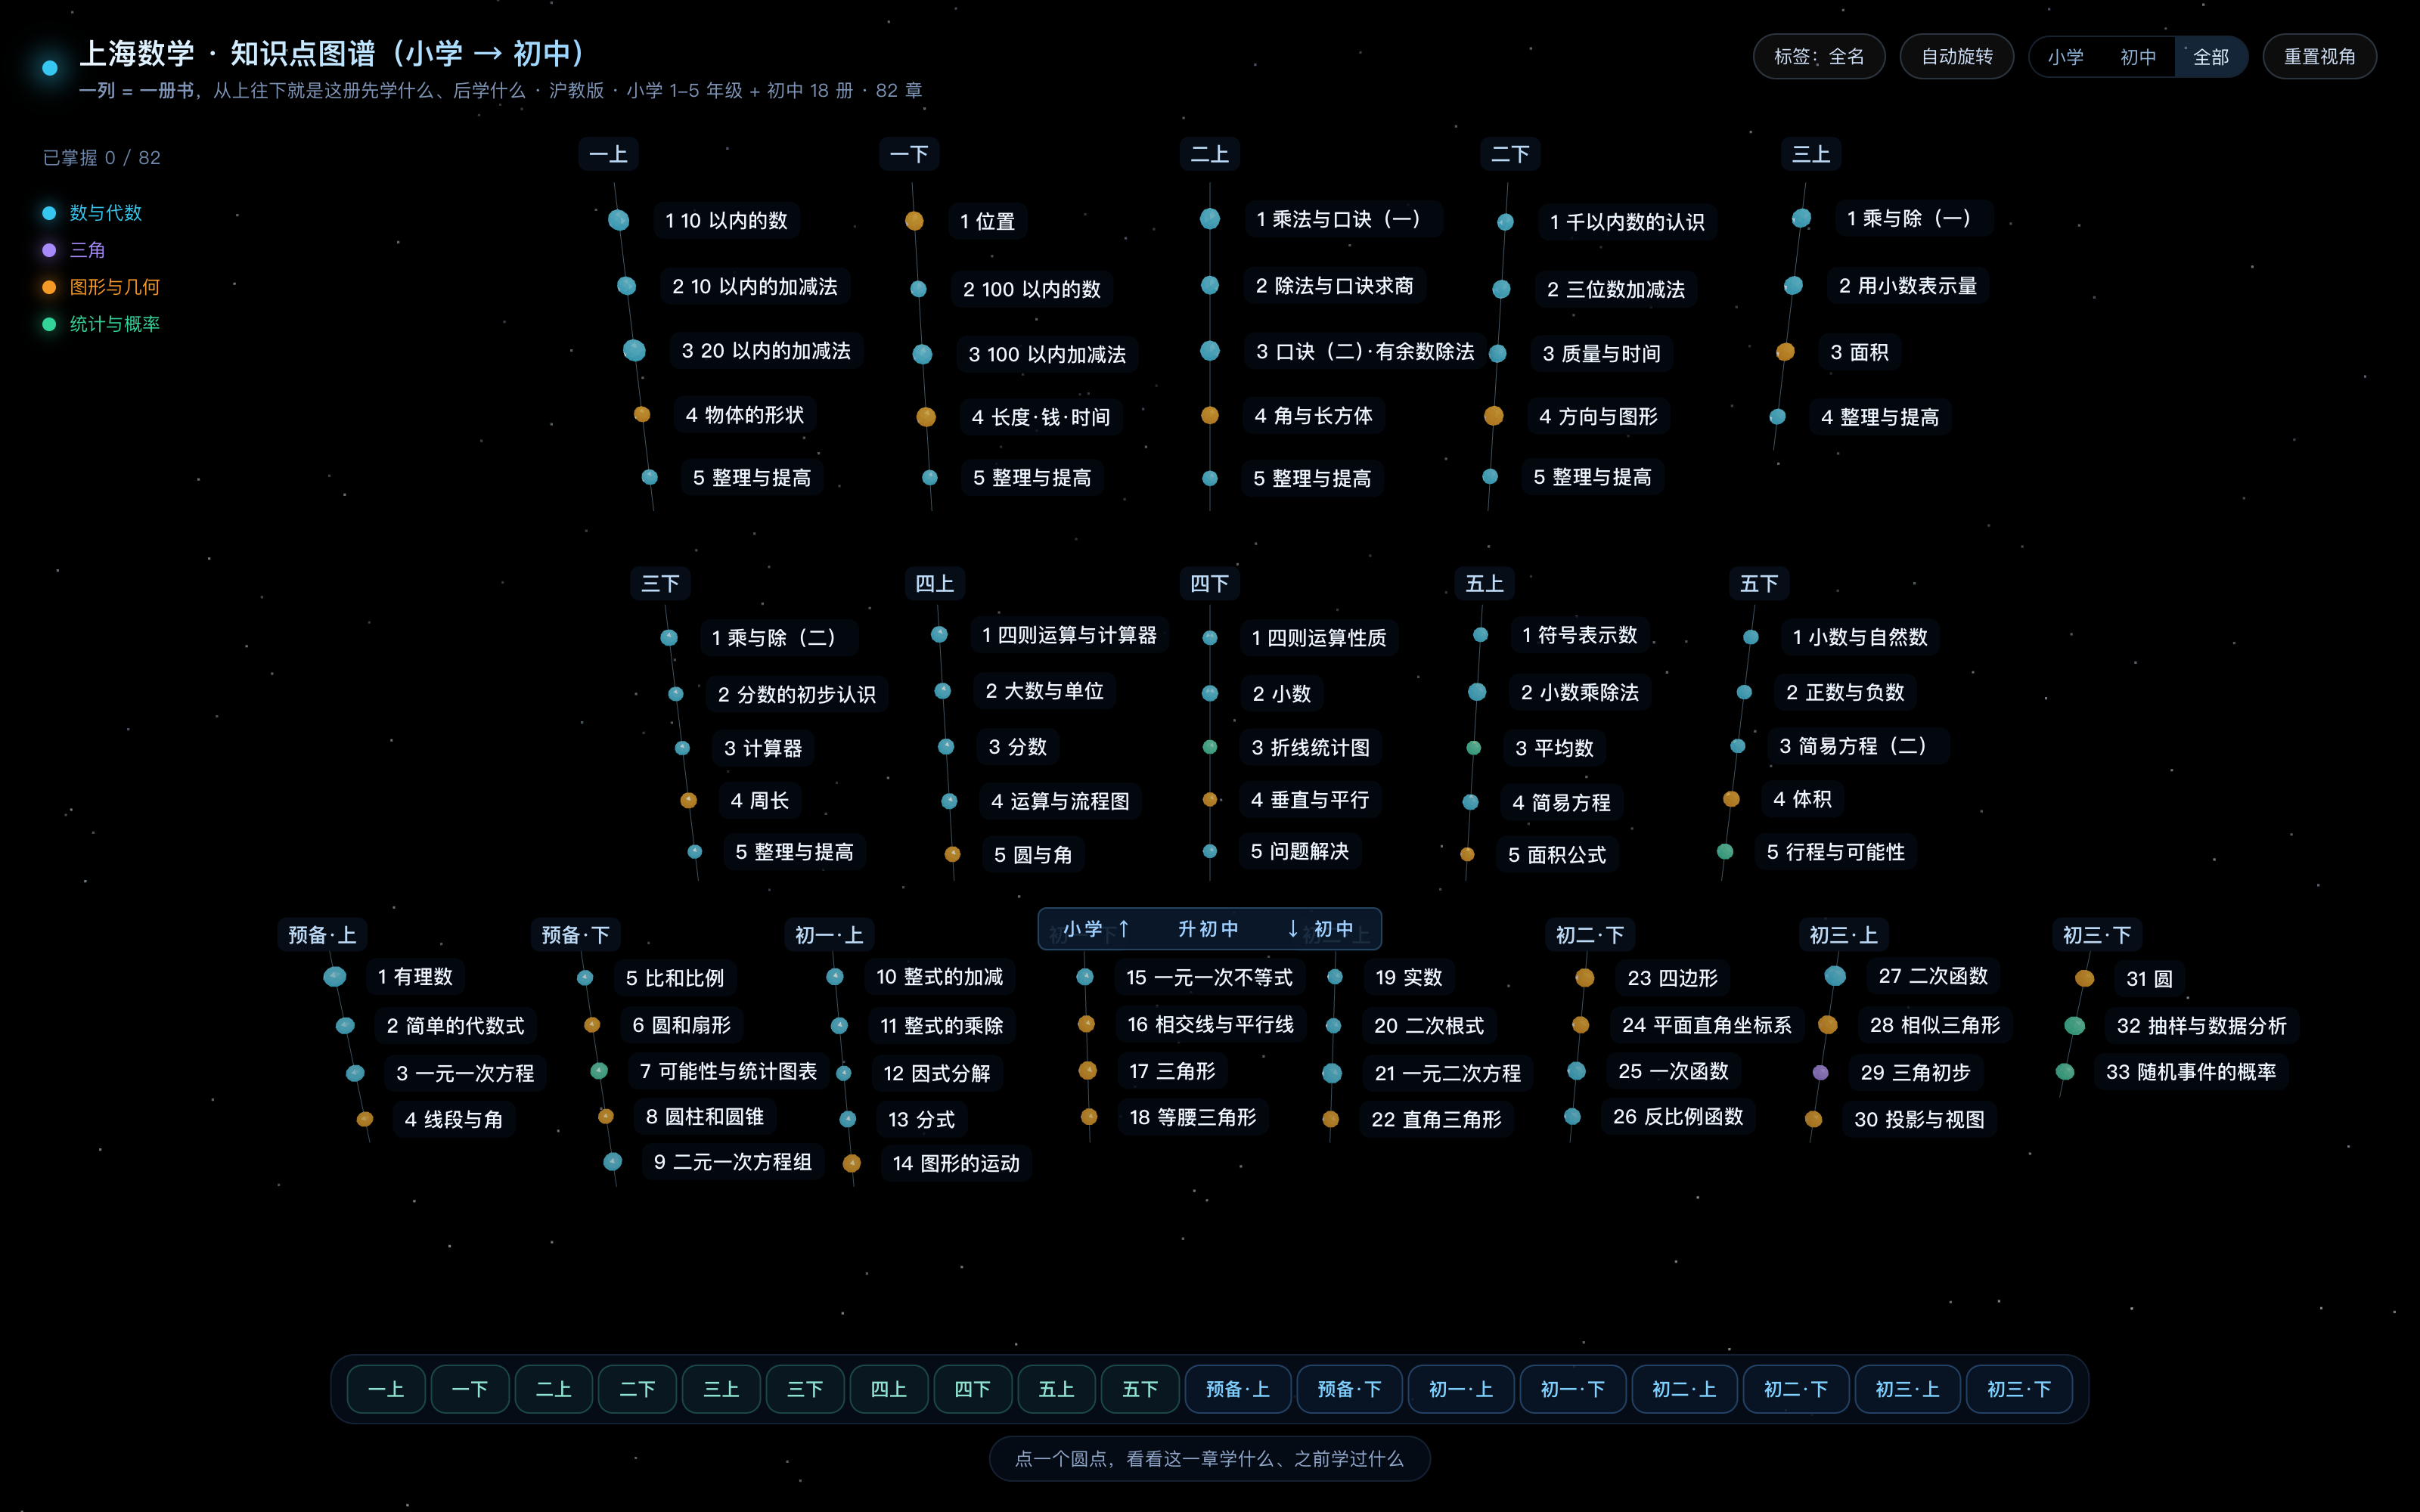 上海数学 · 知识点图谱（小学 → 初中）
一列 = 一册书，从上往下就是这册先学什么、后学什么 · 沪教版 · 小学 1–5 年级 + 初中 18 册 · 82 章
标签：全名
自动旋转
小学 初中 全部
重置视角
已掌握 0 / 82
数与代数
三角
图形与几何
统计与概率
一上
1 10 以内的数
2 10 以内的加减法
3 20 以内的加减法
4 物体的形状
5 整理与提高
一下
1 位置
2 100 以内的数
3 100 以内加减法
4 长度·钱·时间
5 整理与提高
二上
1 乘法与口诀（一）
2 除法与口诀求商
3 口诀（二）·有余数除法
4 角与长方体
5 整理与提高
二下
1 千以内数的认识
2 三位数加减法
3 质量与时间
4 方向与图形
5 整理与提高
三上
1 乘与除（一）
2 用小数表示量
3 面积
4 整理与提高
三下
1 乘与除（二）
2 分数的初步认识
3 计算器
4 周长
5 整理与提高
四上
1 四则运算与计算器
2 大数与单位
3 分数
4 运算与流程图
5 圆与角
四下
1 四则运算性质
2 小数
3 折线统计图
4 垂直与平行
5 问题解决
五上
1 符号表示数
2 小数乘除法
3 平均数
4 简易方程
5 面积公式
五下
1 小数与自然数
2 正数与负数
3 简易方程（二）
4 体积
5 行程与可能性
小学 ↑ 升初中 ↓ 初中
预备·上
1 有理数
2 简单的代数式
3 一元一次方程
4 线段与角
预备·下
5 比和比例
6 圆和扇形
7 可能性与统计图表
8 圆柱和圆锥
9 二元一次方程组
初一·上
10 整式的加减
11 整式的乘除
12 因式分解
13 分式
14 图形的运动
15 一元一次不等式
16 相交线与平行线
17 三角形
18 等腰三角形
19 实数
20 二次根式
21 一元二次方程
22 直角三角形
初二·下
23 四边形
24 平面直角坐标系
25 一次函数
26 反比例函数
初三·上
27 二次函数
28 相似三角形
29 三角初步
30 投影与视图
初三·下
31 圆
32 抽样与数据分析
33 随机事件的概率
一上 一下 二上 二下 三上 三下 四上 四下 五上 五下 预备·上 预备·下 初一·上 初一·下 初二·上 初二·下 初三·上 初三·下
点一个圆点，看看这一章学什么、之前学过什么